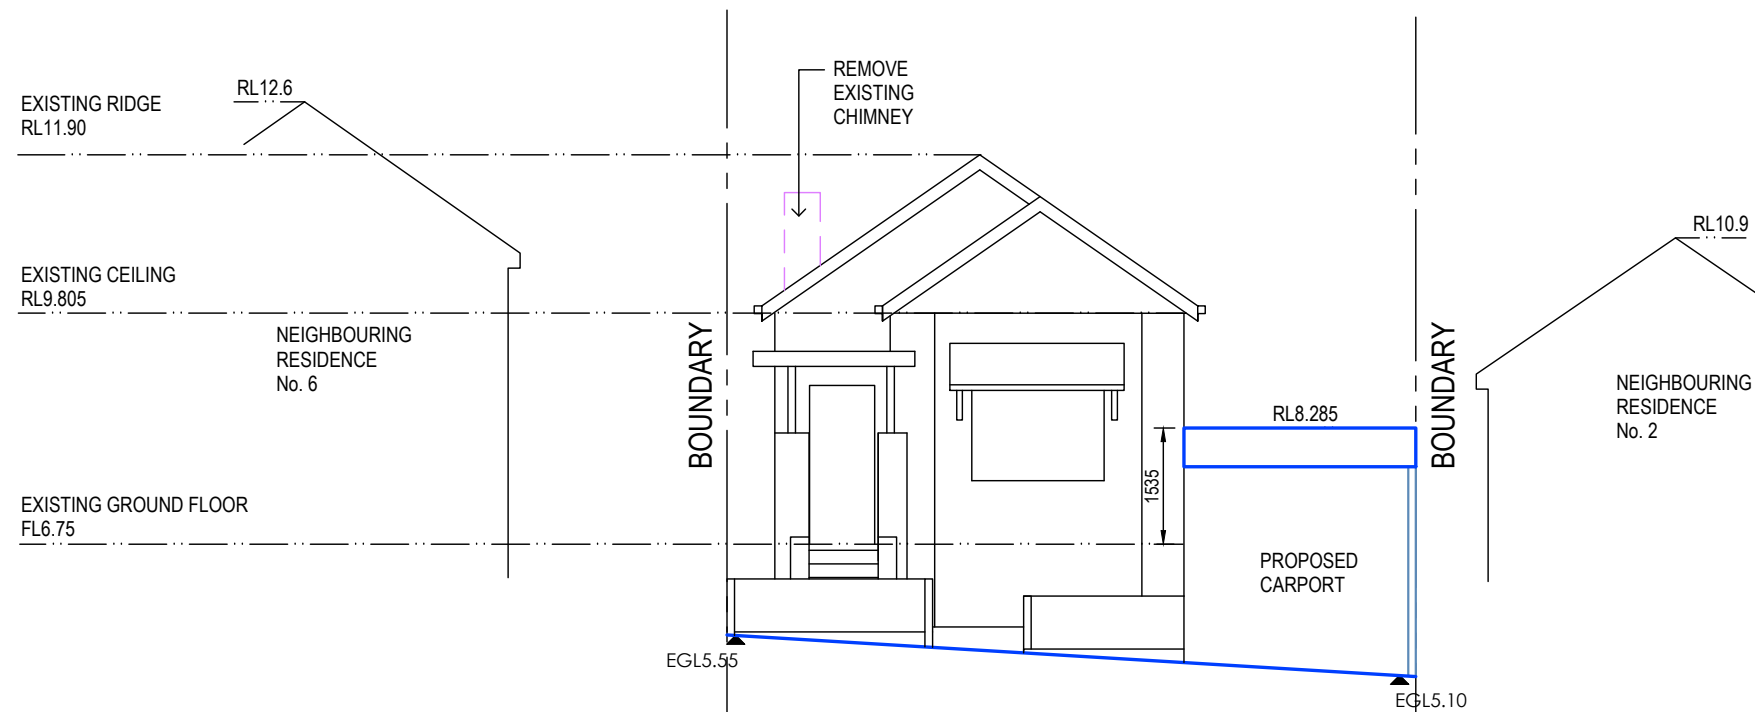 EXISTING RIDGE
RL11.90
RL12.6
REMOVE
EXISTING
CHIMNEY
EXISTING CEILING
RL9.805
NEIGHBOURING
RESIDENCE
No. 6
BOUNDARY
RL10.9
BOUNDARY
NEIGHBOURING
RESIDENCE
No. 2
RL8.285
1535
EXISTING GROUND FLOOR
FL6.75
PROPOSED
CARPORT
EGL5.55
EGL5.10